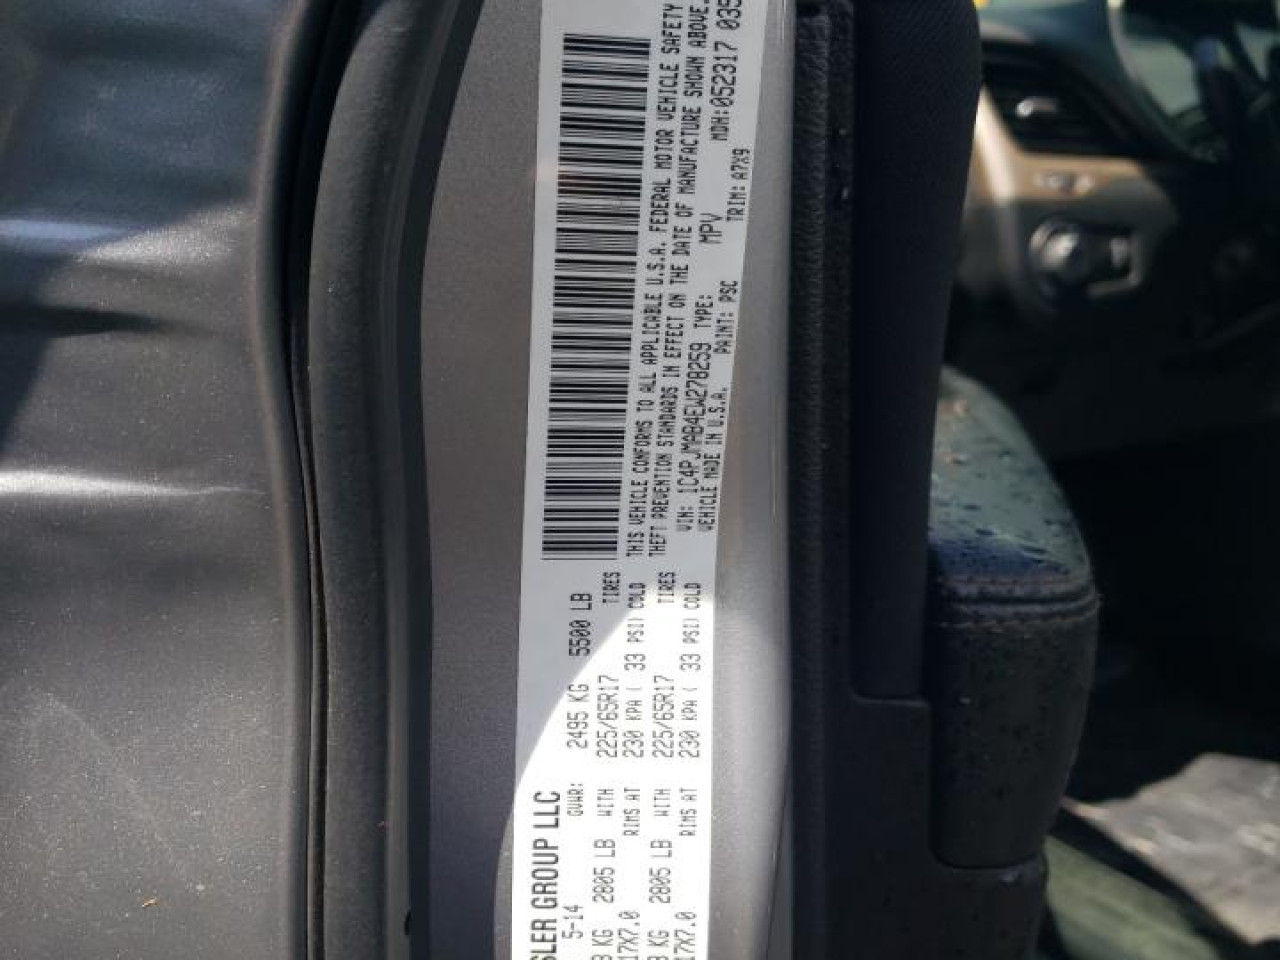 SLER GROUP LLC
5-14 GVWR: 2495 KG 5500 LB
KG 2805 LB WITH 225/65R17 TIRES
17X7.0 RIMS AT 230 KPA ( 33 PSI) COLD
KG 2805 LB WITH 225/65R17 TIRES
17X7.0 RIMS AT 230 KPA ( 33 PSI) COLD
THIS VEHICLE CONFORMS TO ALL APPLICABLE U.S.A. FEDERAL MOTOR VEHICLE SAFETY
THEFT PREVENTION STANDARDS IN EFFECT ON THE DATE OF MANUFACTURE SHOWN ABOVE.
VIN: 1C4PJMAB4EW278259 TYPE: MPV MDH:052317 035
VEHICLE MADE IN U.S.A. PAINT: PSC TRIM: A7X9